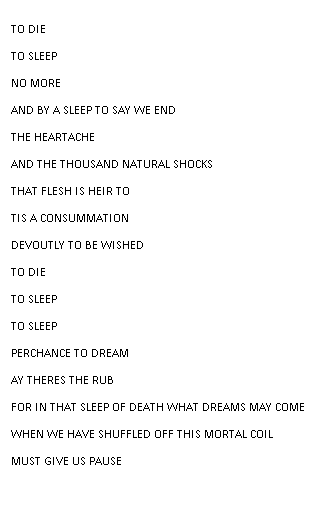 TO DIE
TO SLEEP
NO MORE
AND BY A SLEEP TO SAY WE END
THE HEARTACHE
AND THE THOUSAND NATURAL SHOCKS
THAT FLESH IS HEIR TO
TIS A CONSUMMATION
DEVOUTLY TO BE WISHED
TO DIE
TO SLEEP
TO SLEEP
PERCHANCE TO DREAM
AY THERES THE RUB
FOR IN THAT SLEEP OF DEATH WHAT DREAMS MAY COME
WHEN WE HAVE SHUFFLED OFF THIS MORTAL COIL
MUST GIVE US PAUSE